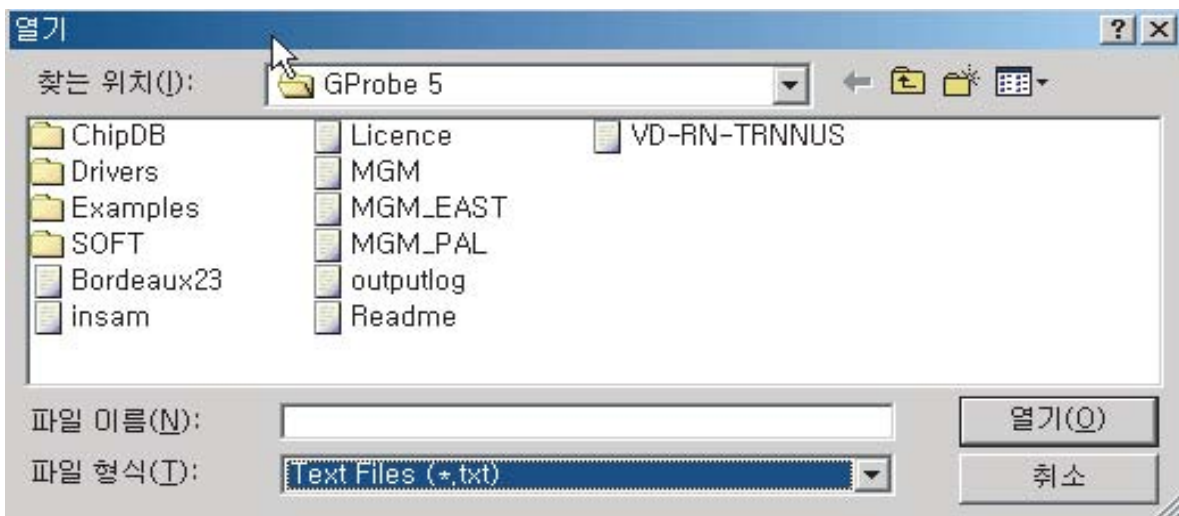 열기
찾는 위치(I): GProbe 5
ChipDB Licence VD-RN-TRNNUS
Drivers MGM
Examples MGM_EAST
SOFT MGM_PAL
Bordeaux23 outputlog
insam Readme
파일 이름(N): 열기(O)
파일 형식(T): Text Files (*.txt) 취소